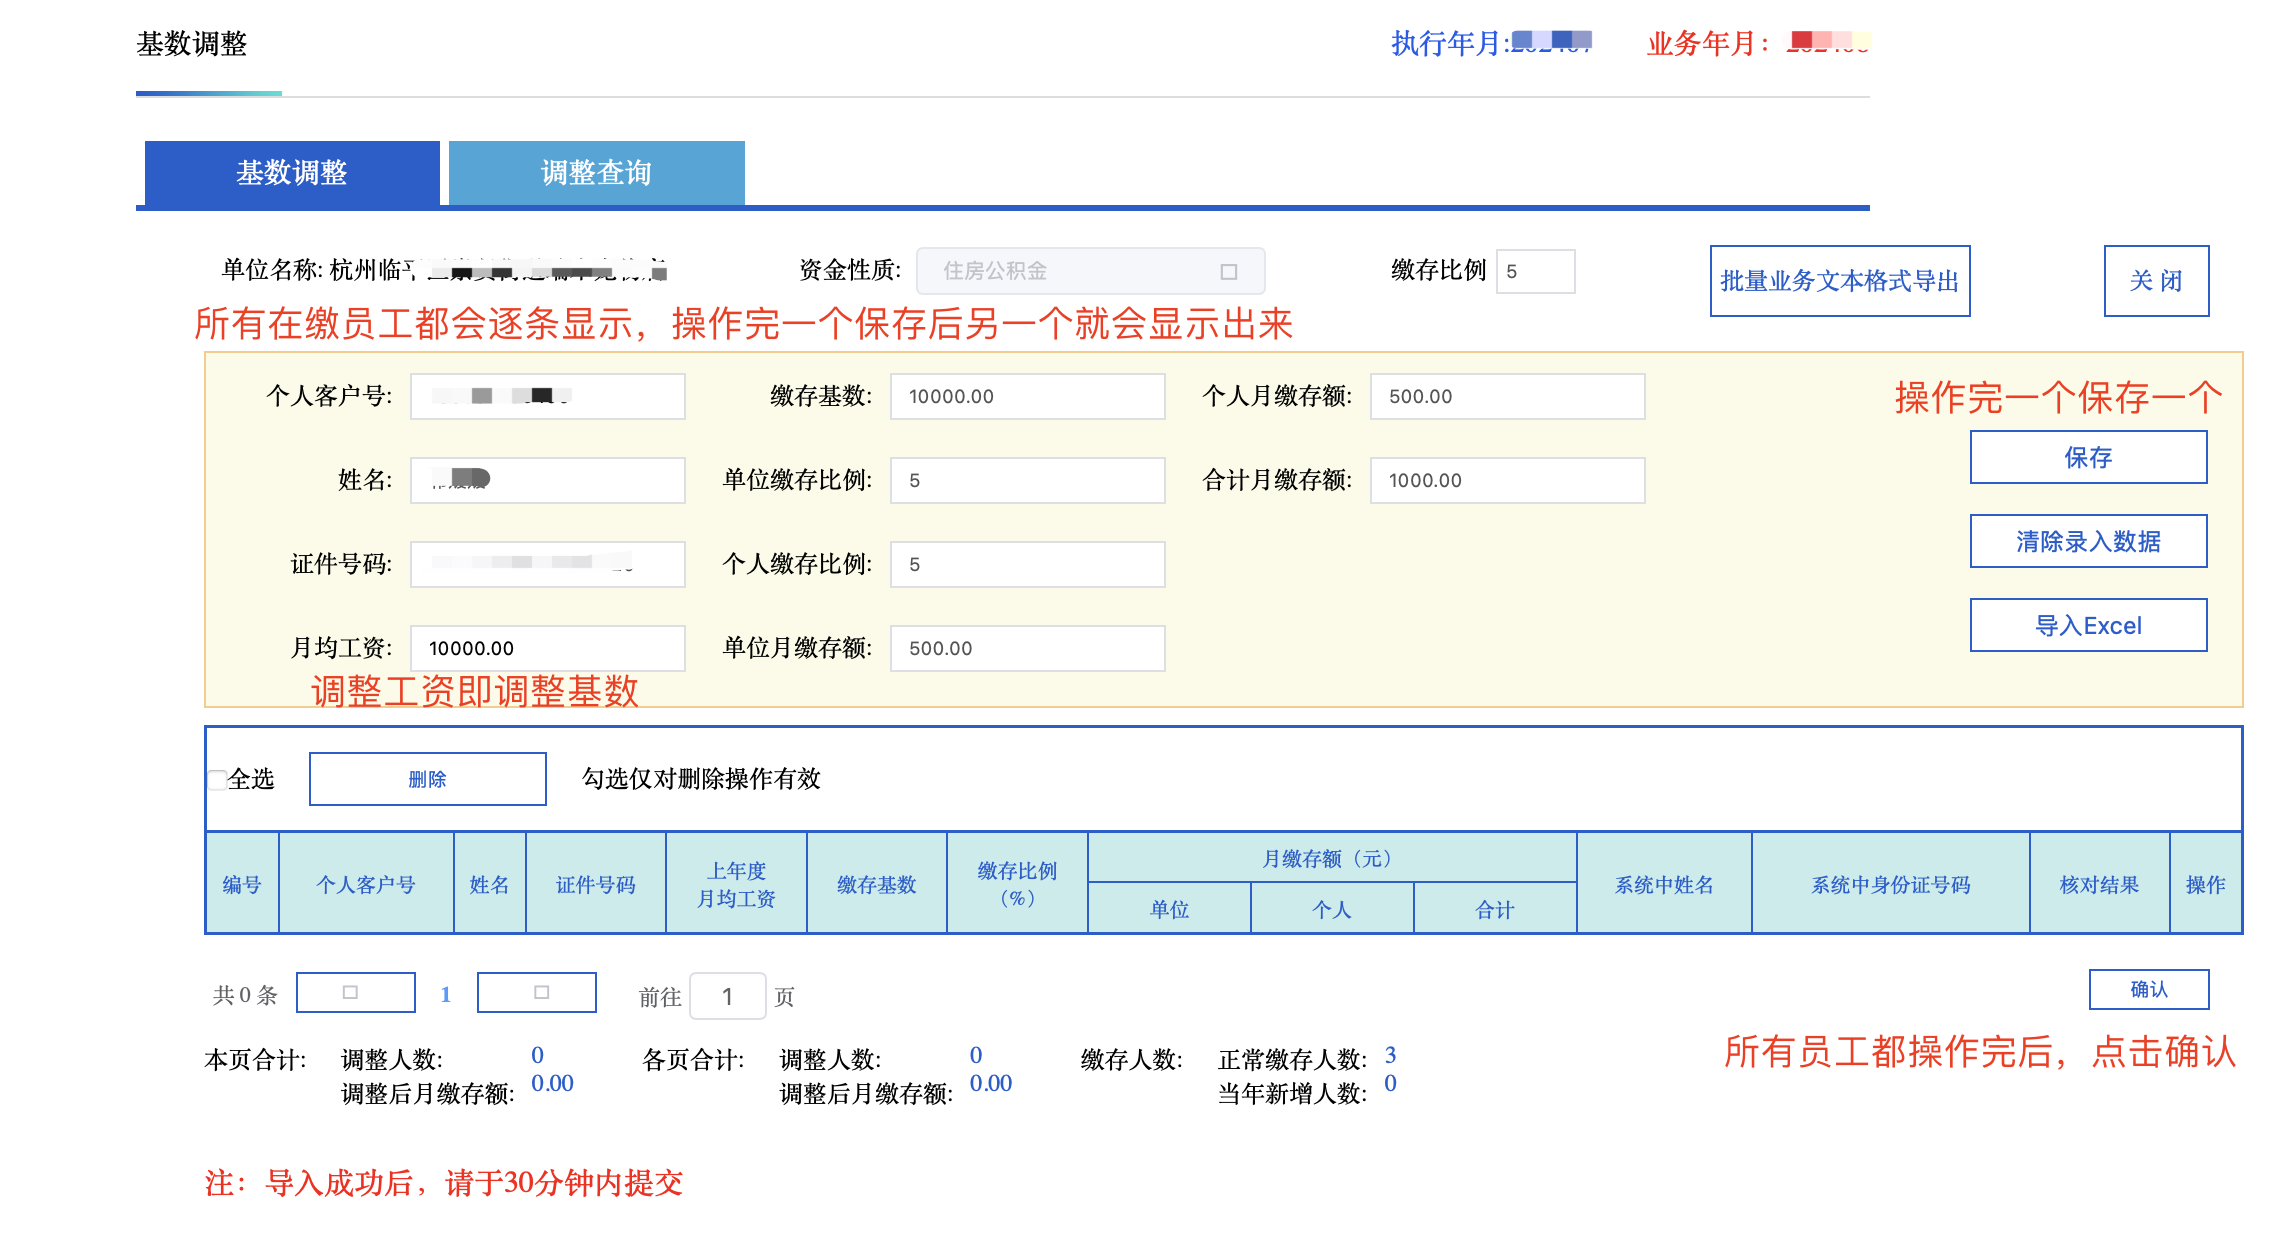 基数调整
执行年月:
业务年月：
基数调整
调整查询
单位名称: 杭州临平
资金性质: 住房公积金
缴存比例 5
批量业务文本格式导出
关 闭
所有在缴员工都会逐条显示，操作完一个保存后另一个就会显示出来
个人客户号:
缴存基数: 10000.00
个人月缴存额: 500.00
操作完一个保存一个
保存
姓名:
单位缴存比例: 5
合计月缴存额: 1000.00
清除录入数据
证件号码:
个人缴存比例: 5
导入Excel
月均工资: 10000.00
单位月缴存额: 500.00
调整工资即调整基数
全选
删除
勾选仅对删除操作有效
编号
个人客户号
姓名
证件号码
上年度
月均工资
缴存基数
缴存比例
（%）
月缴存额（元）
单位
个人
合计
系统中姓名
系统中身份证号码
核对结果
操作
共 0 条
1
前往 1 页
确认
所有员工都操作完后，点击确认
本页合计: 调整人数: 0
调整后月缴存额: 0.00
各页合计: 调整人数: 0
调整后月缴存额: 0.00
缴存人数: 正常缴存人数: 3
当年新增人数: 0
注：导入成功后，请于30分钟内提交